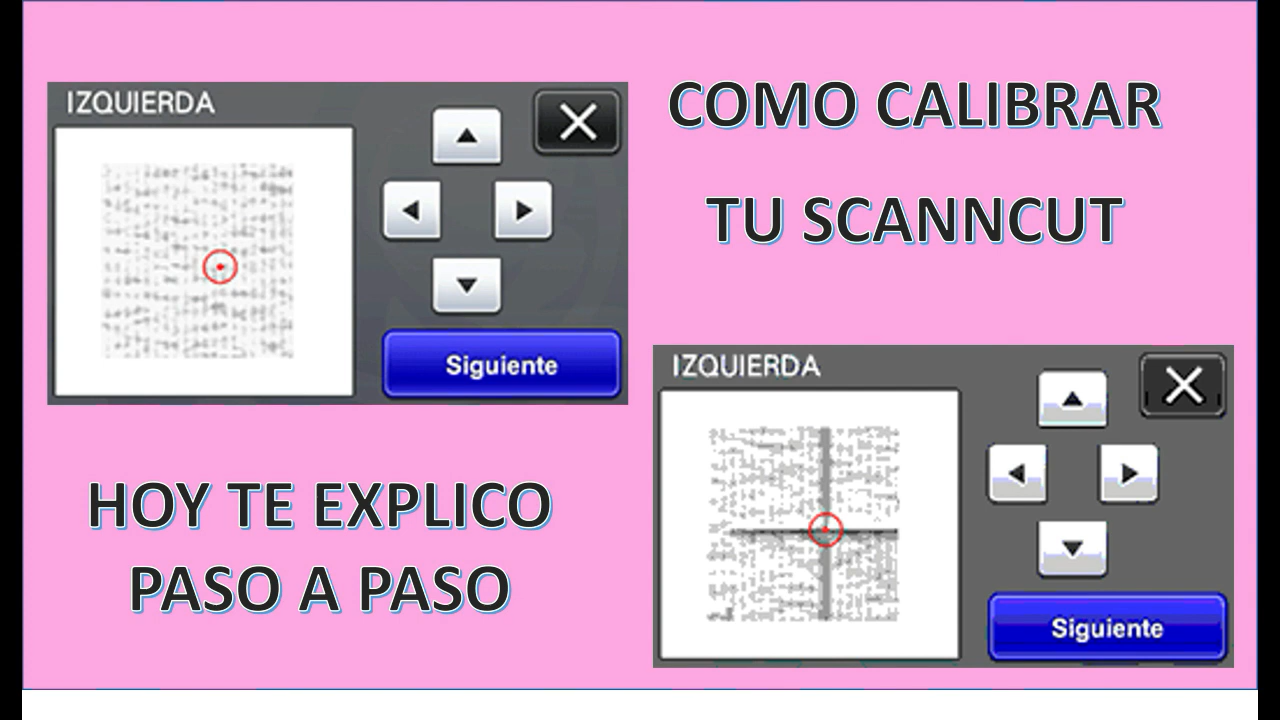 IZQUIERDA
Siguiente
COMO CALIBRAR
TU SCANNCUT
HOY TE EXPLICO
PASO A PASO
IZQUIERDA
Siguiente